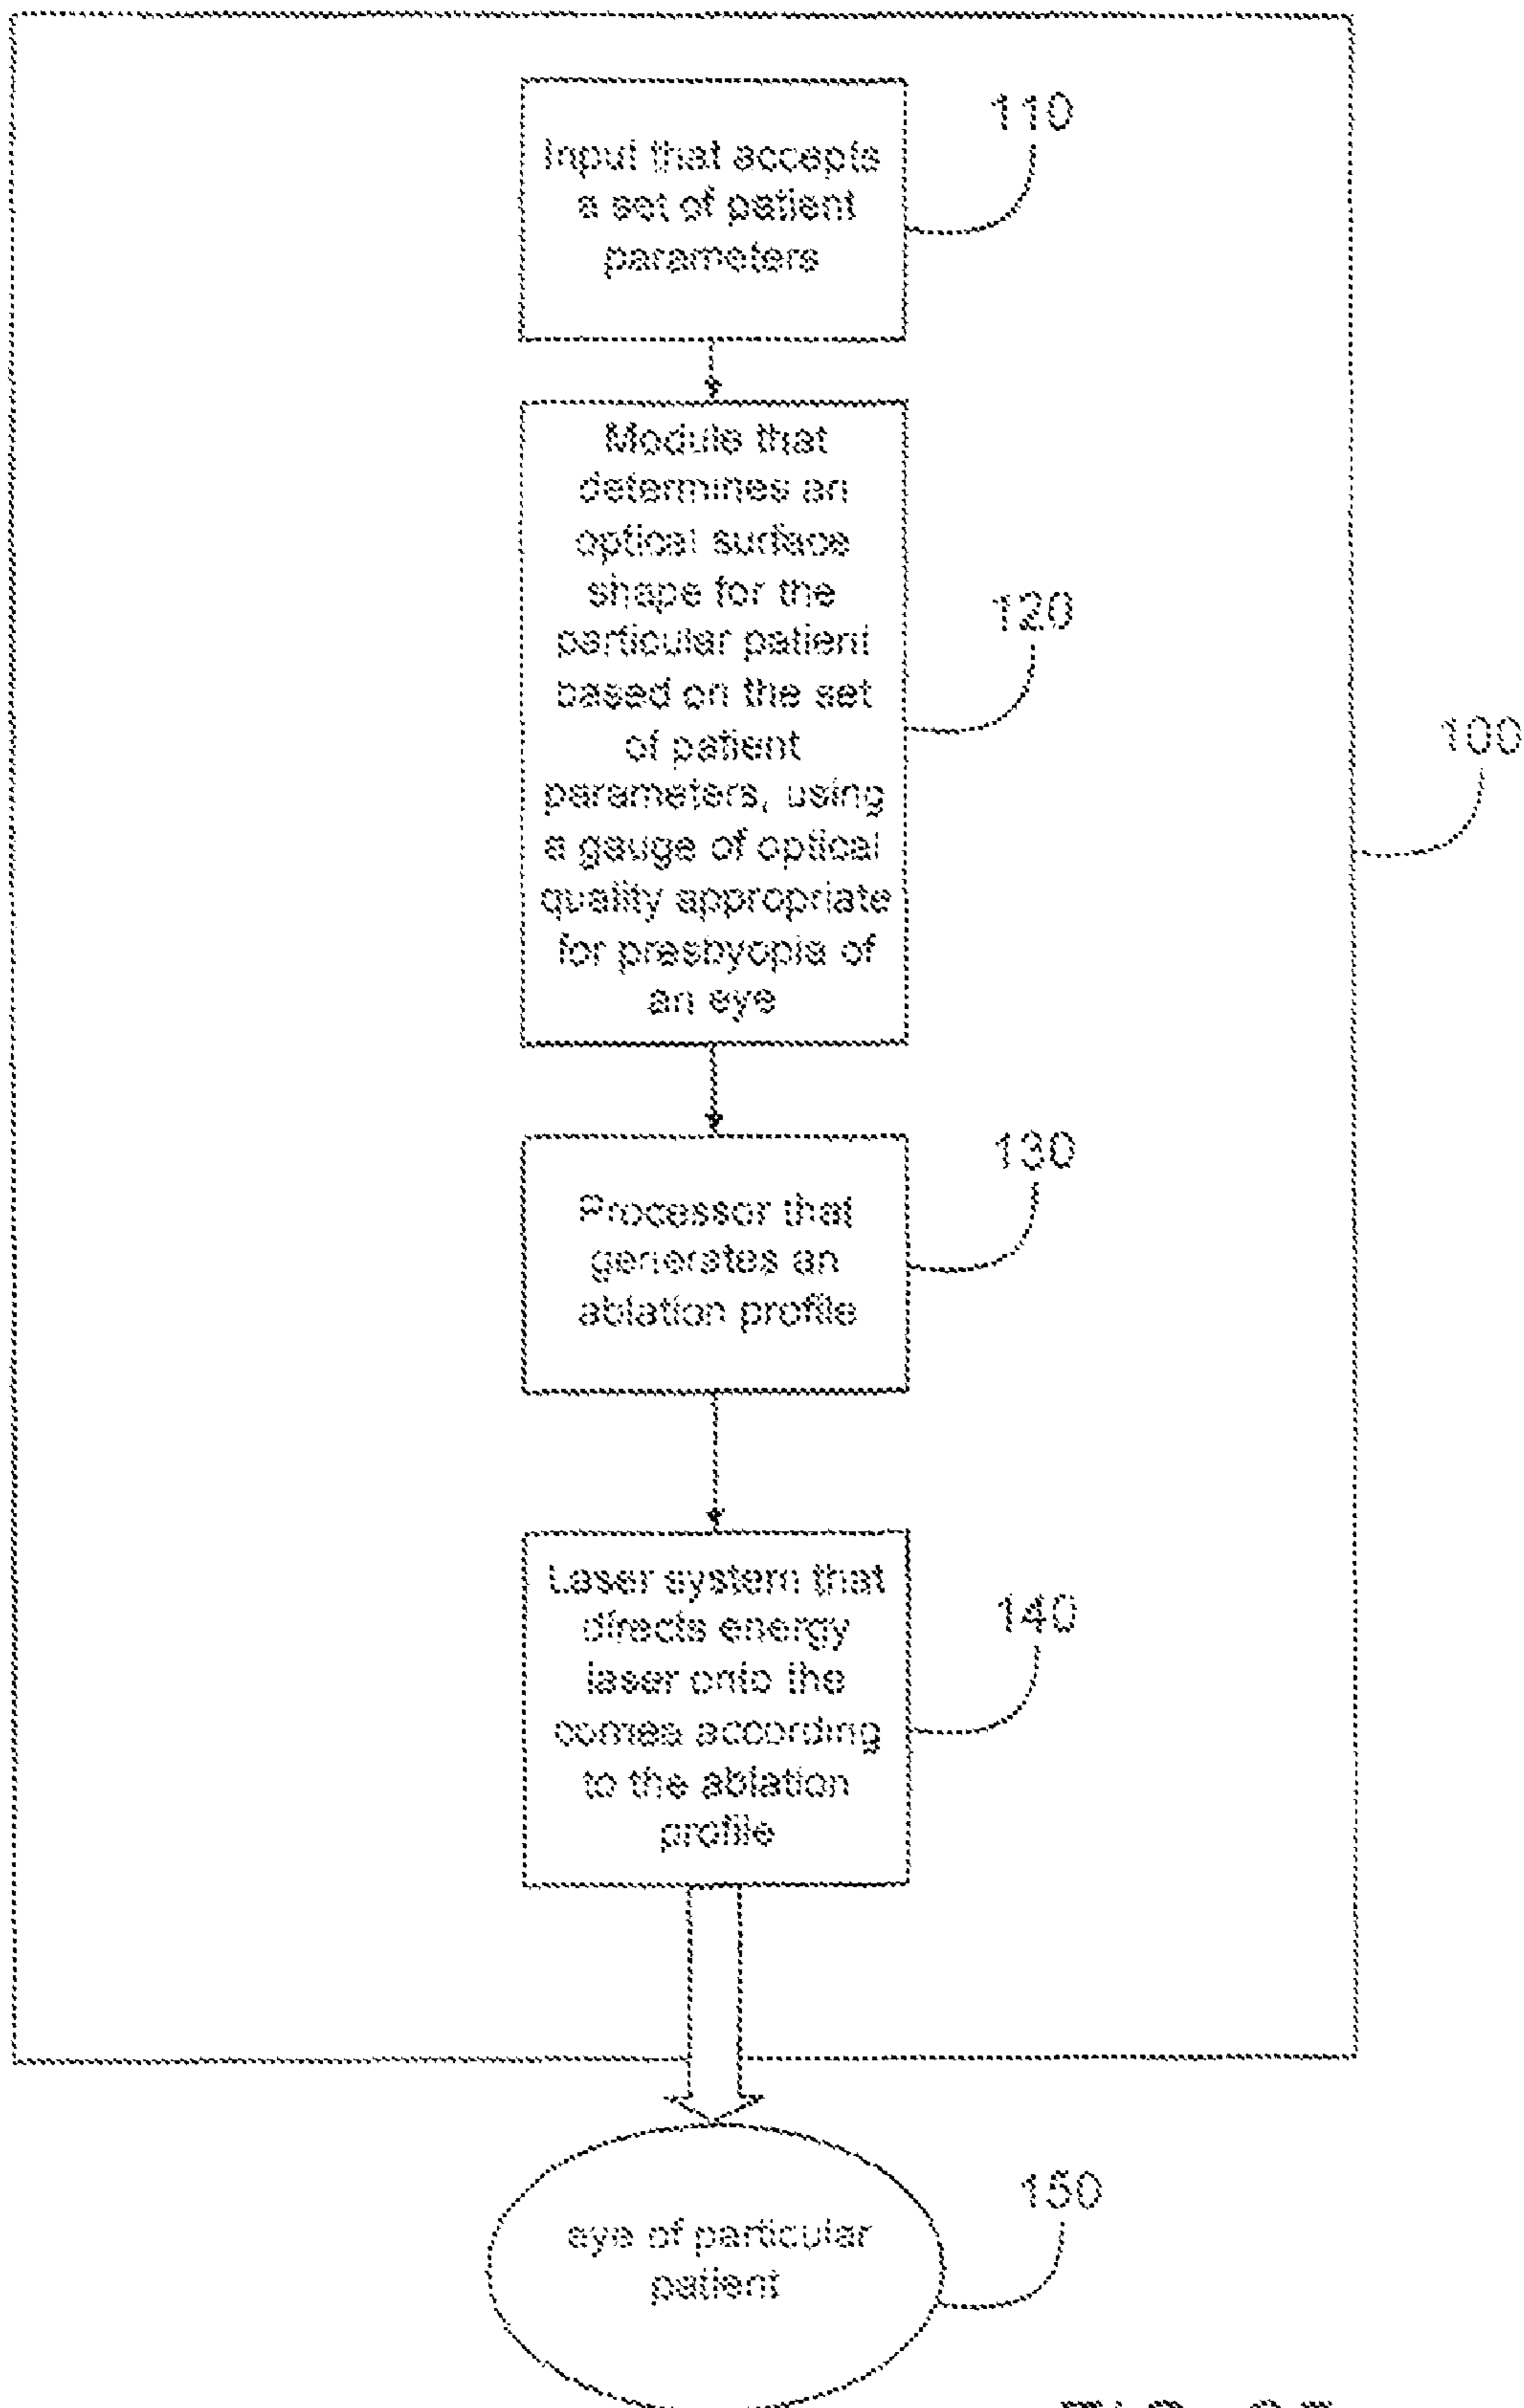 110
Input that accepts
a set of patient
parameters
Module that
determines an
optical surface
shape for the
particular patient
based on the set
of patient
parameters, using
a gauge of optical
quality appropriate
for presbyopia of
an eye
120
100
130
Processor that
generates an
ablation profile
Laser system that
directs energy
laser onto the
cornea according
to the ablation
profile
140
150
eye of particular
patient